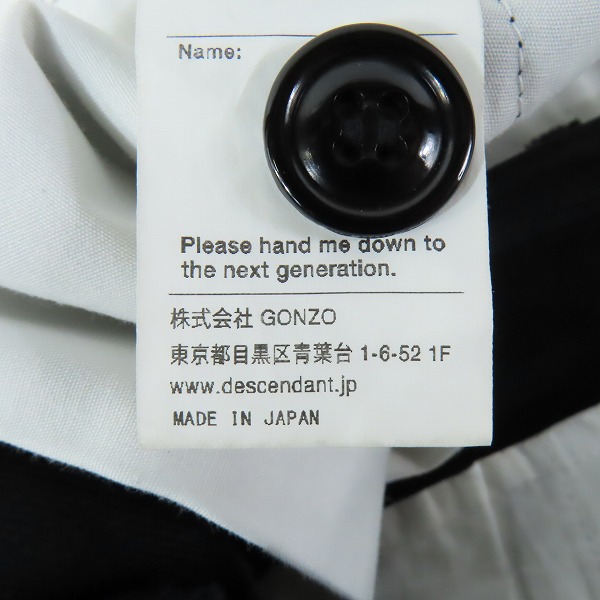 Name:
Please hand me down to
the next generation.
株式会社 GONZO
東京都目黒区青葉台 1-6-52 1F
www.descendant.jp
MADE IN JAPAN